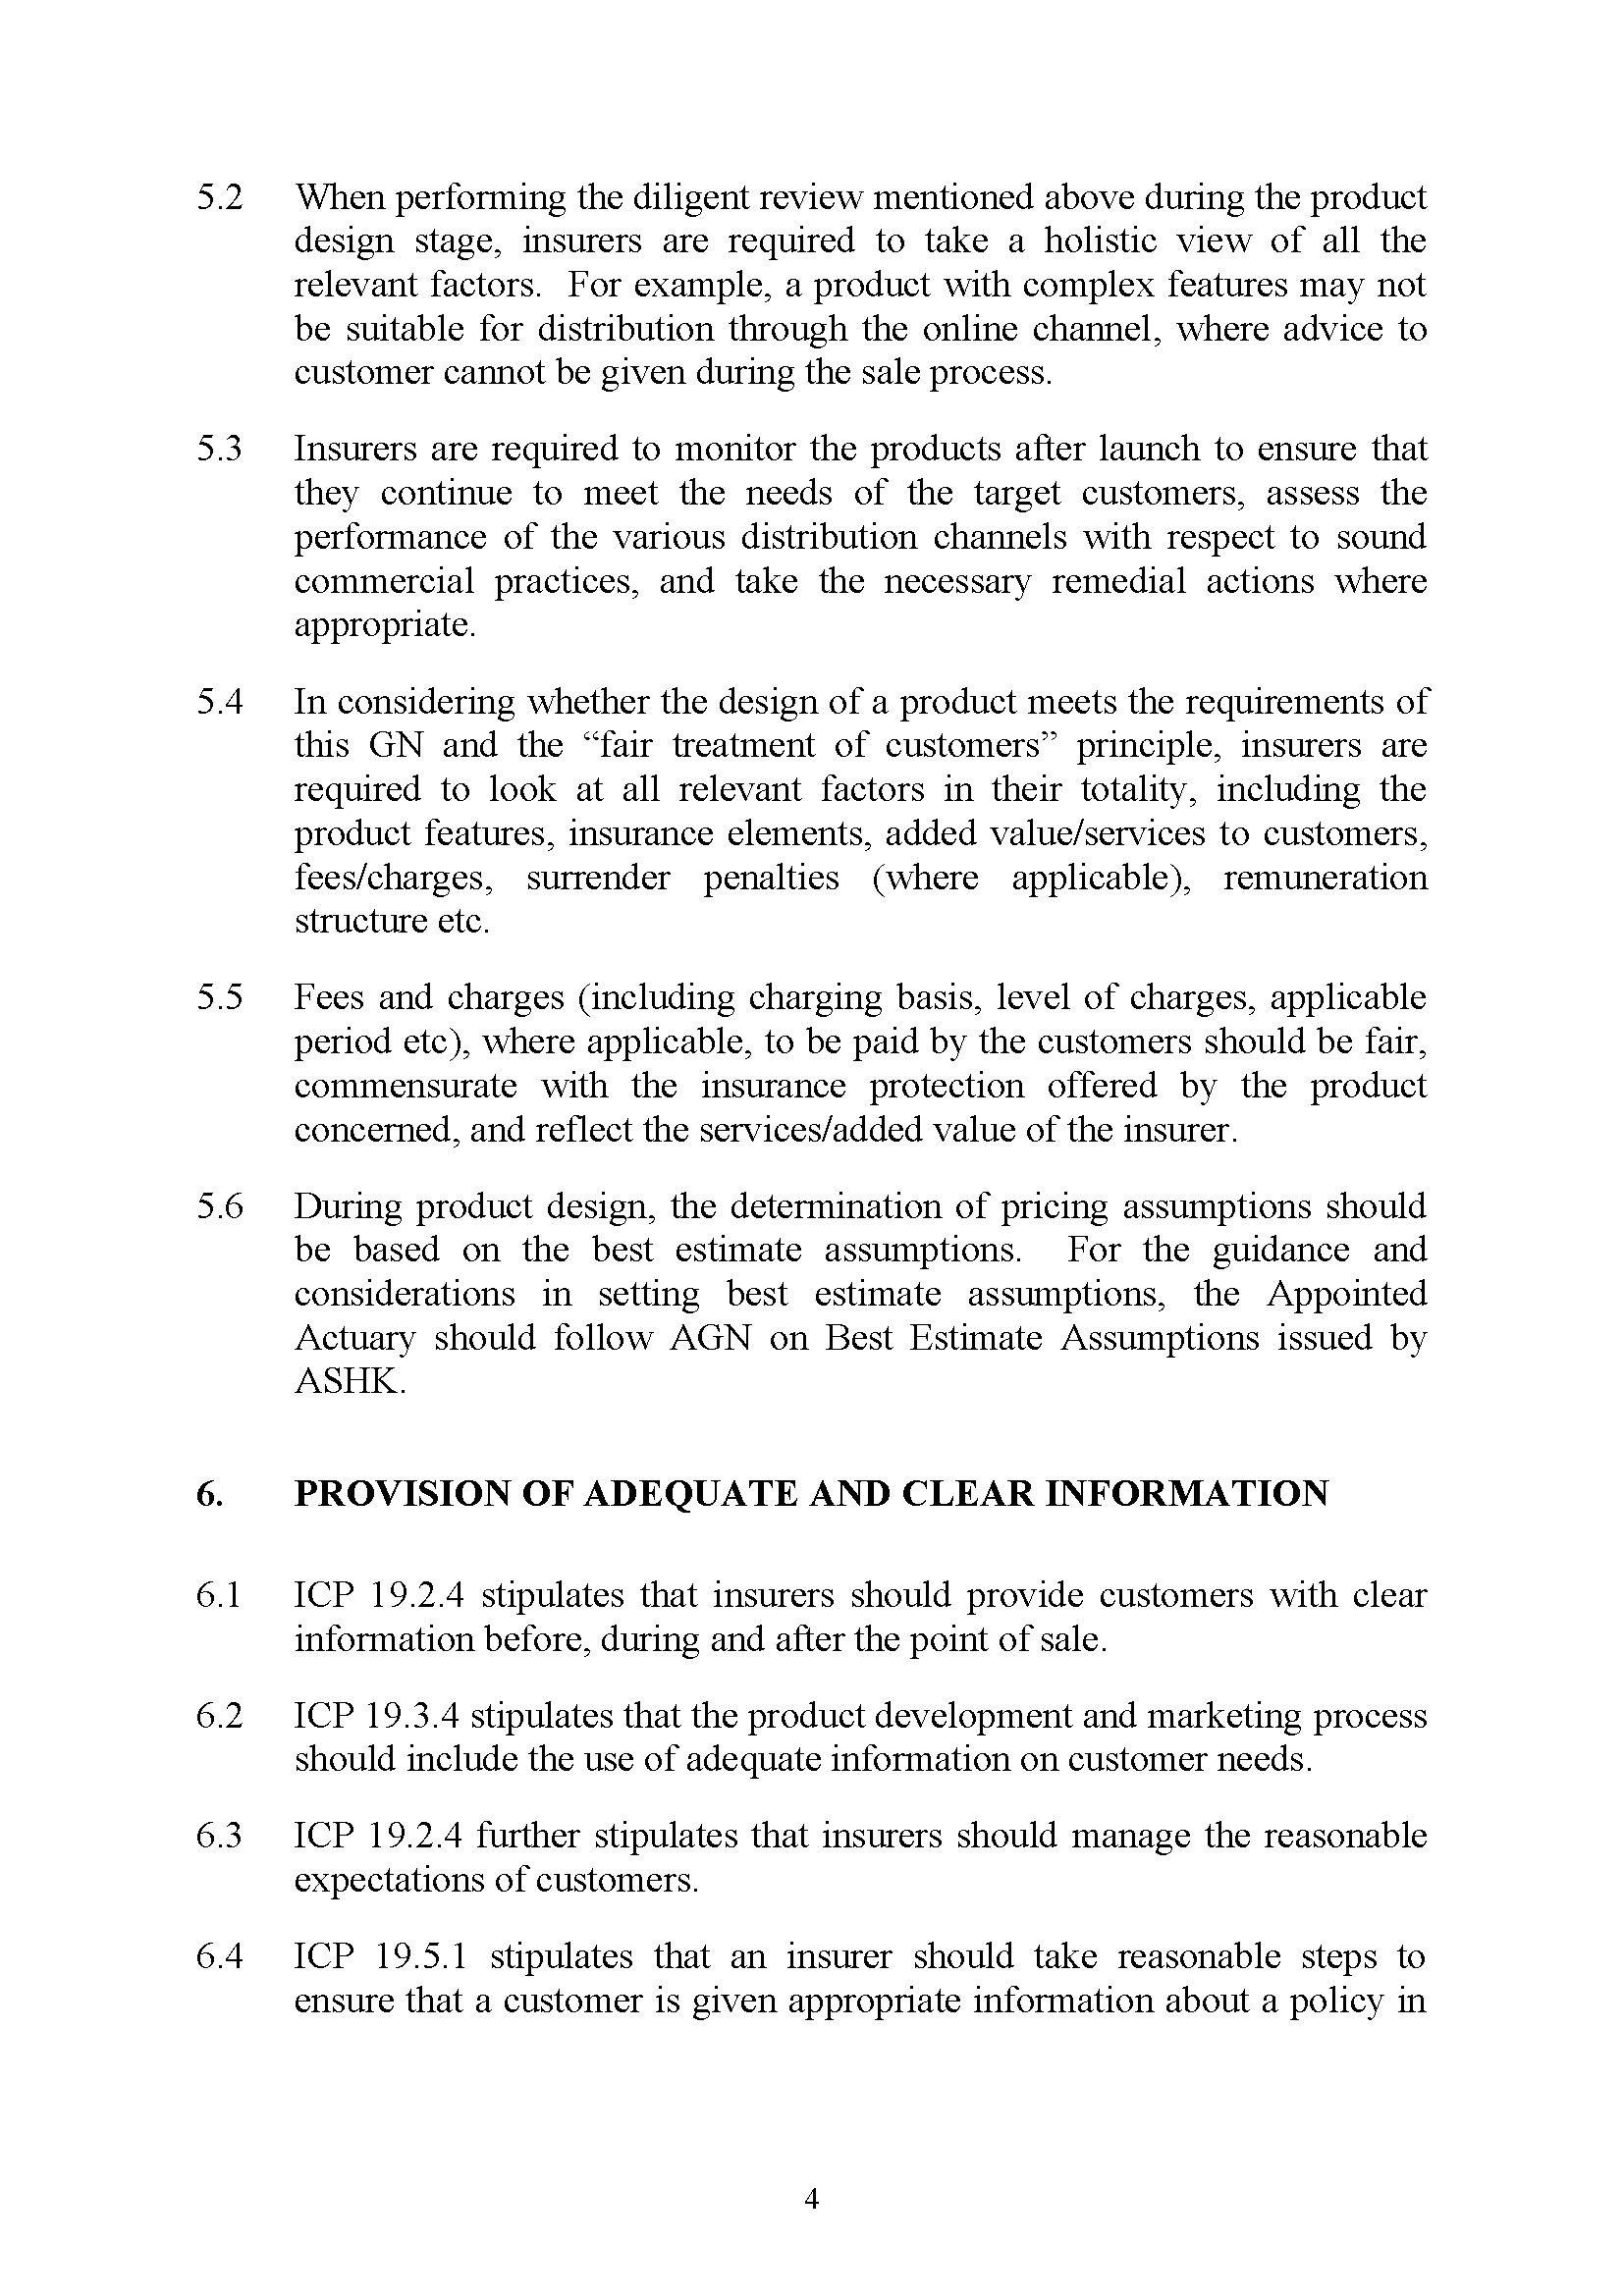 5.2 When performing the diligent review mentioned above during the product
design stage, insurers are required to take a holistic view of all the
relevant factors.  For example, a product with complex features may not
be suitable for distribution through the online channel, where advice to
customer cannot be given during the sale process.
5.3 Insurers are required to monitor the products after launch to ensure that
they continue to meet the needs of the target customers, assess the
performance of the various distribution channels with respect to sound
commercial practices, and take the necessary remedial actions where
appropriate.
5.4 In considering whether the design of a product meets the requirements of
this GN and the “fair treatment of customers” principle, insurers are
required to look at all relevant factors in their totality, including the
product features, insurance elements, added value/services to customers,
fees/charges, surrender penalties (where applicable), remuneration
structure etc.
5.5 Fees and charges (including charging basis, level of charges, applicable
period etc), where applicable, to be paid by the customers should be fair,
commensurate with the insurance protection offered by the product
concerned, and reflect the services/added value of the insurer.
5.6 During product design, the determination of pricing assumptions should
be based on the best estimate assumptions.  For the guidance and
considerations in setting best estimate assumptions, the Appointed
Actuary should follow AGN on Best Estimate Assumptions issued by
ASHK.
6. PROVISION OF ADEQUATE AND CLEAR INFORMATION
6.1 ICP 19.2.4 stipulates that insurers should provide customers with clear
information before, during and after the point of sale.
6.2 ICP 19.3.4 stipulates that the product development and marketing process
should include the use of adequate information on customer needs.
6.3 ICP 19.2.4 further stipulates that insurers should manage the reasonable
expectations of customers.
6.4 ICP 19.5.1 stipulates that an insurer should take reasonable steps to
ensure that a customer is given appropriate information about a policy in
4